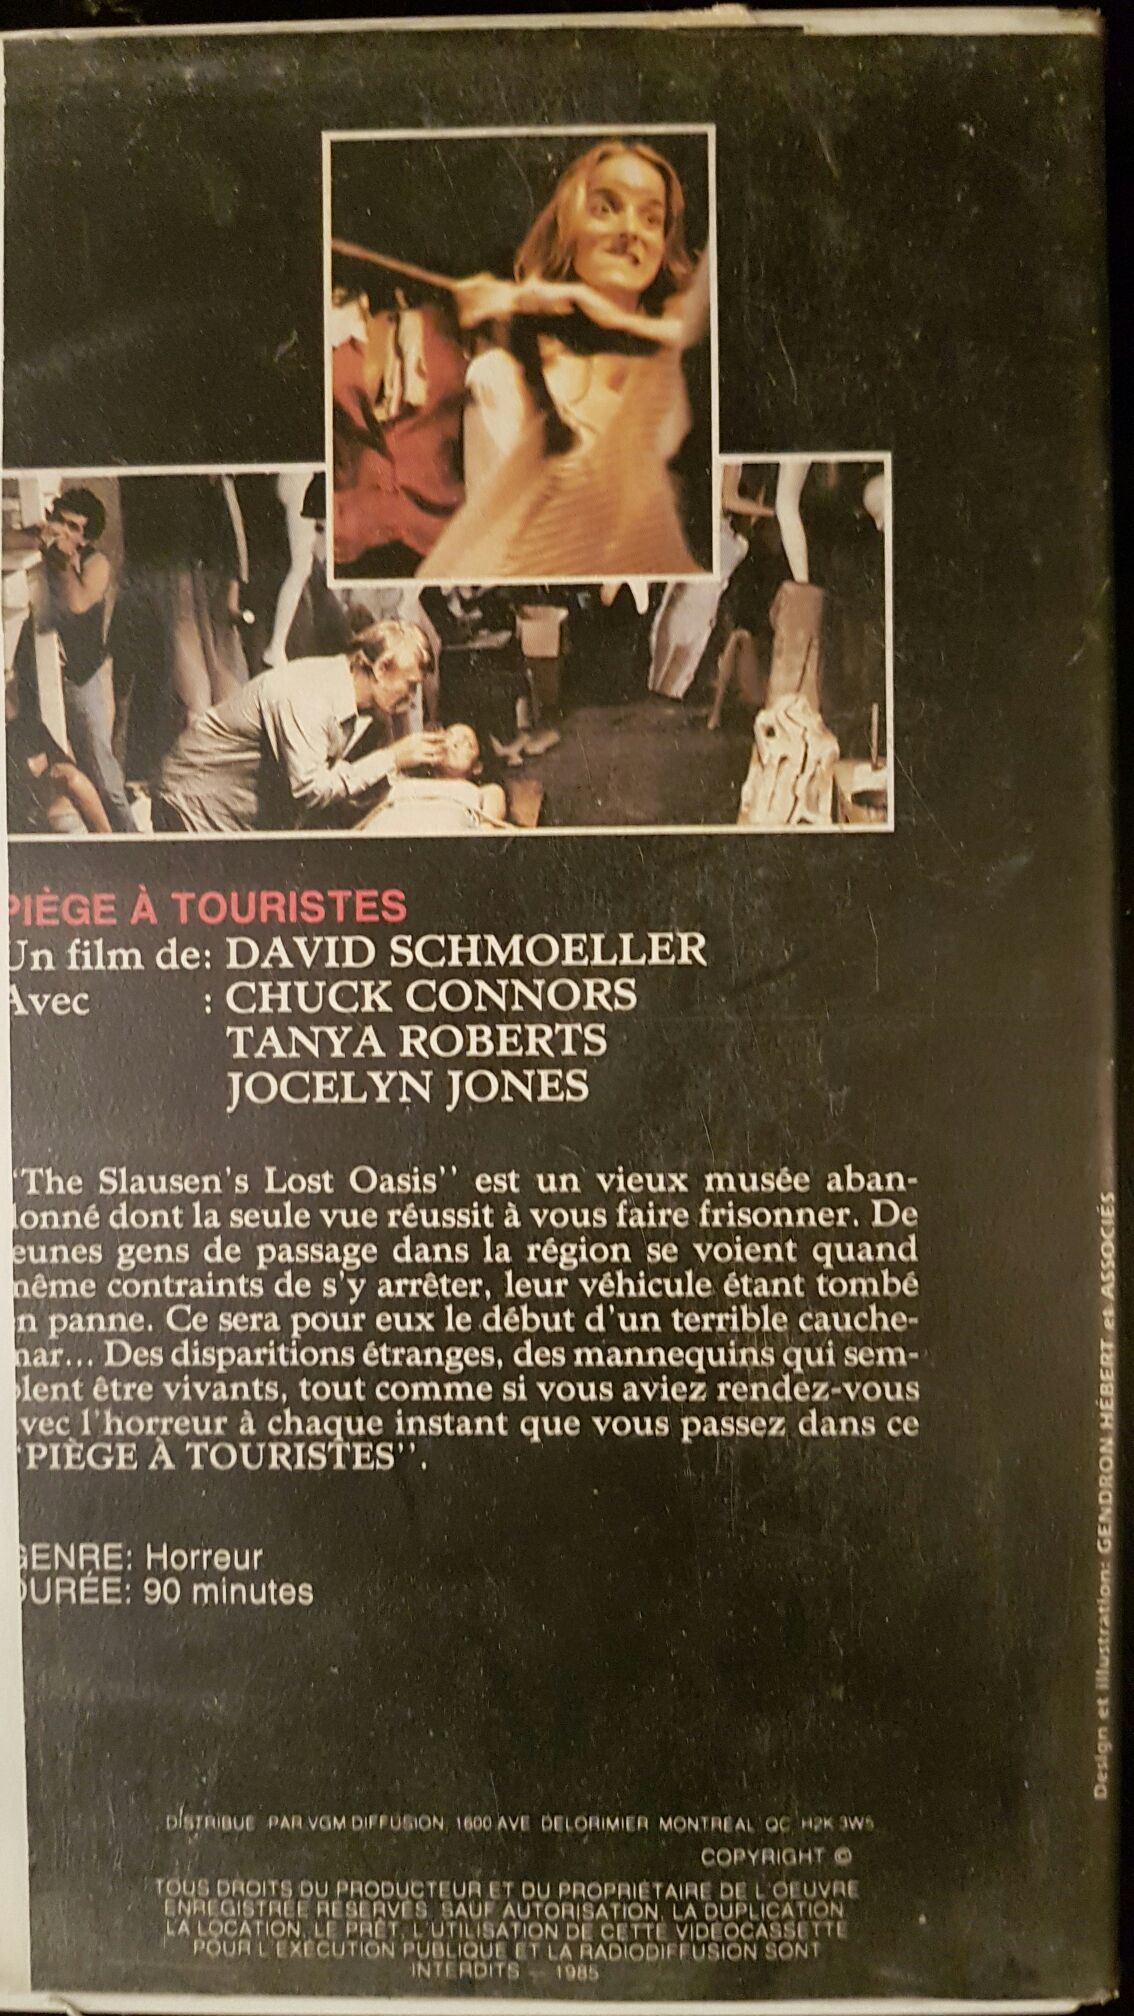 PIÈGE À TOURISTES
Un film de: DAVID SCHMOELLER
Avec : CHUCK CONNORS
TANYA ROBERTS
JOCELYN JONES
"The Slausen's Lost Oasis" est un vieux musée aban-
onné dont la seule vue réussit à vous faire frisonner. De
eunes gens de passage dans la région se voient quand
même contraints de s'y arrêter, leur véhicule étant tombé
n panne. Ce sera pour eux le début d'un terrible cauche-
mar... Des disparitions étranges, des mannequins qui sem-
blent être vivants, tout comme si vous aviez rendez-vous
vec l'horreur à chaque instant que vous passez dans ce
"PIÈGE À TOURISTES".
GENRE: Horreur
DURÉE: 90 minutes
DISTRIBUÉ PAR VGM DIFFUSION, 1600 AVE DELORIMIER MONTRÉAL QC H2K 3W5
COPYRIGHT ©
TOUS DROITS DU PRODUCTEUR ET DU PROPRIÉTAIRE DE L'OEUVRE
ENREGISTRÉE RÉSERVÉS SAUF AUTORISATION, LA DUPLICATION
LA LOCATION, LE PRÊT, L'UTILISATION DE CETTE VIDÉOCASSETTE
POUR L'EXÉCUTION PUBLIQUE ET LA RADIODIFFUSION SONT
INTERDITS — 1985
Design et illustration: GENDRON, HÉBERT et ASSOCIÉS